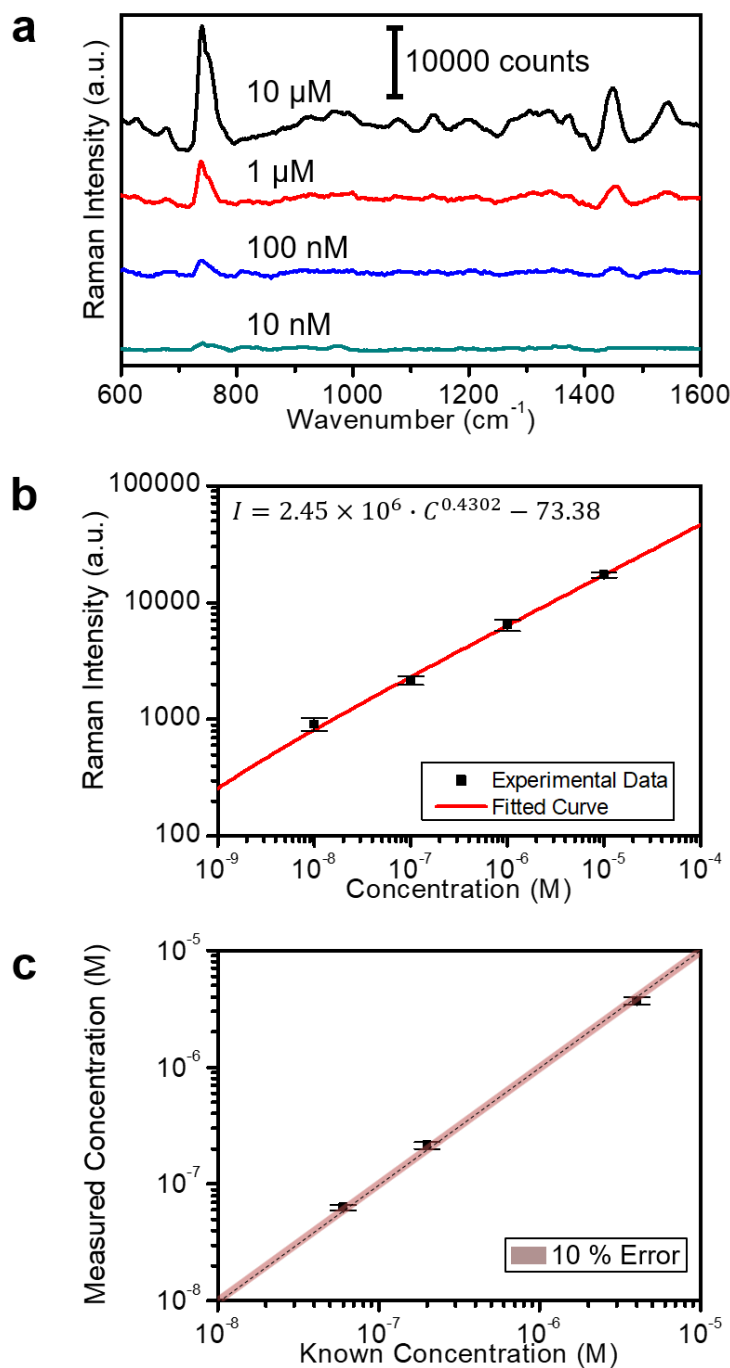 a
10000 counts
10 µM
1 µM
100 nM
10 nM
Raman Intensity (a.u.)
600 800 1000 1200 1400 1600
Wavenumber (cm⁻¹)
b
100000
10000
1000
100
I = 2.45 × 10⁶ · C⁰·⁴³⁰² − 73.38
Raman Intensity (a.u.)
Experimental Data
Fitted Curve
10⁻⁹ 10⁻⁸ 10⁻⁷ 10⁻⁶ 10⁻⁵ 10⁻⁴
Concentration (M)
c
10⁻⁵
10⁻⁶
10⁻⁷
10⁻⁸
Measured Concentration (M)
10 % Error
10⁻⁸ 10⁻⁷ 10⁻⁶ 10⁻⁵
Known Concentration (M)